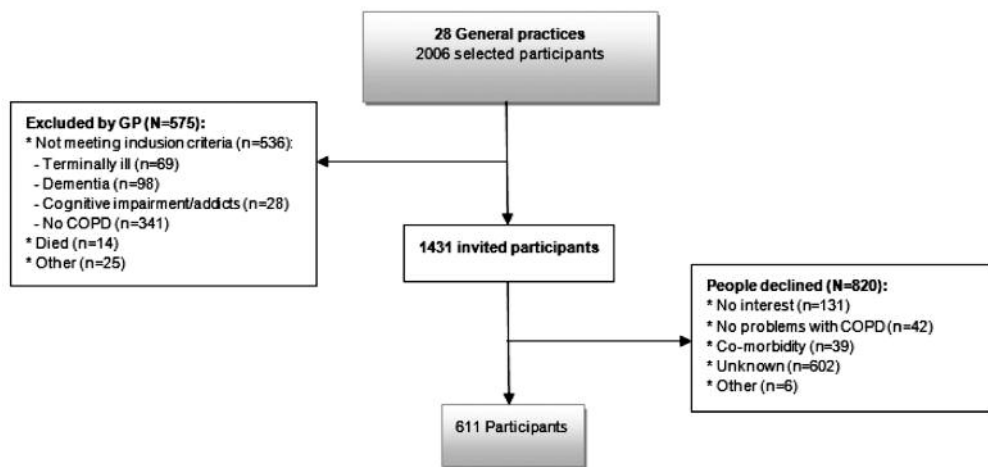 28 General practices
2006 selected participants
Excluded by GP (N=575):
* Not meeting inclusion criteria (n=536):
- Terminally ill (n=69)
- Dementia (n=98)
- Cognitive impairment/addicts (n=28)
- No COPD (n=341)
* Died (n=14)
* Other (n=25)
1431 invited participants
People declined (N=820):
* No interest (n=131)
* No problems with COPD (n=42)
* Co-morbidity (n=39)
* Unknown (n=602)
* Other (n=6)
611 Participants